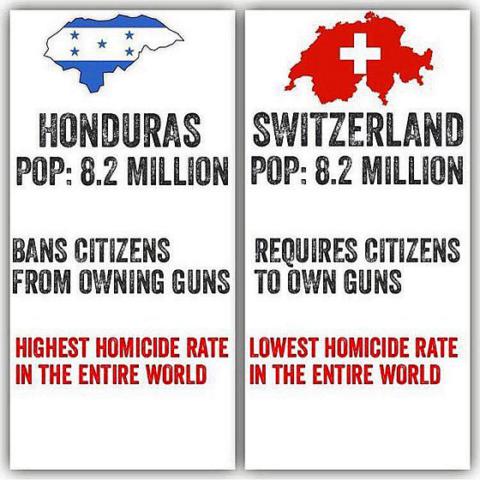 HONDURAS
POP: 8.2 MILLION
BANS CITIZENS
FROM OWNING GUNS
HIGHEST HOMICIDE RATE
IN THE ENTIRE WORLD
SWITZERLAND
POP: 8.2 MILLION
REQUIRES CITIZENS
TO OWN GUNS
LOWEST HOMICIDE RATE
IN THE ENTIRE WORLD